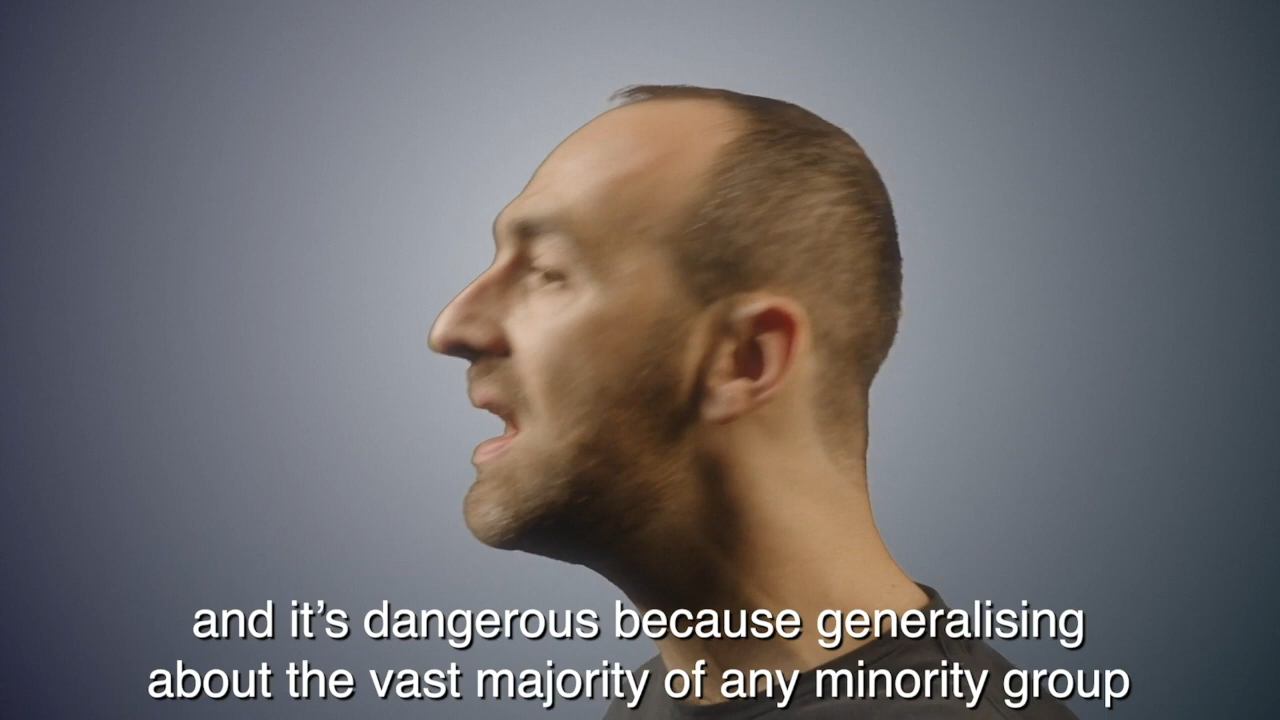 and it’s dangerous because generalising
about the vast majority of any minority group